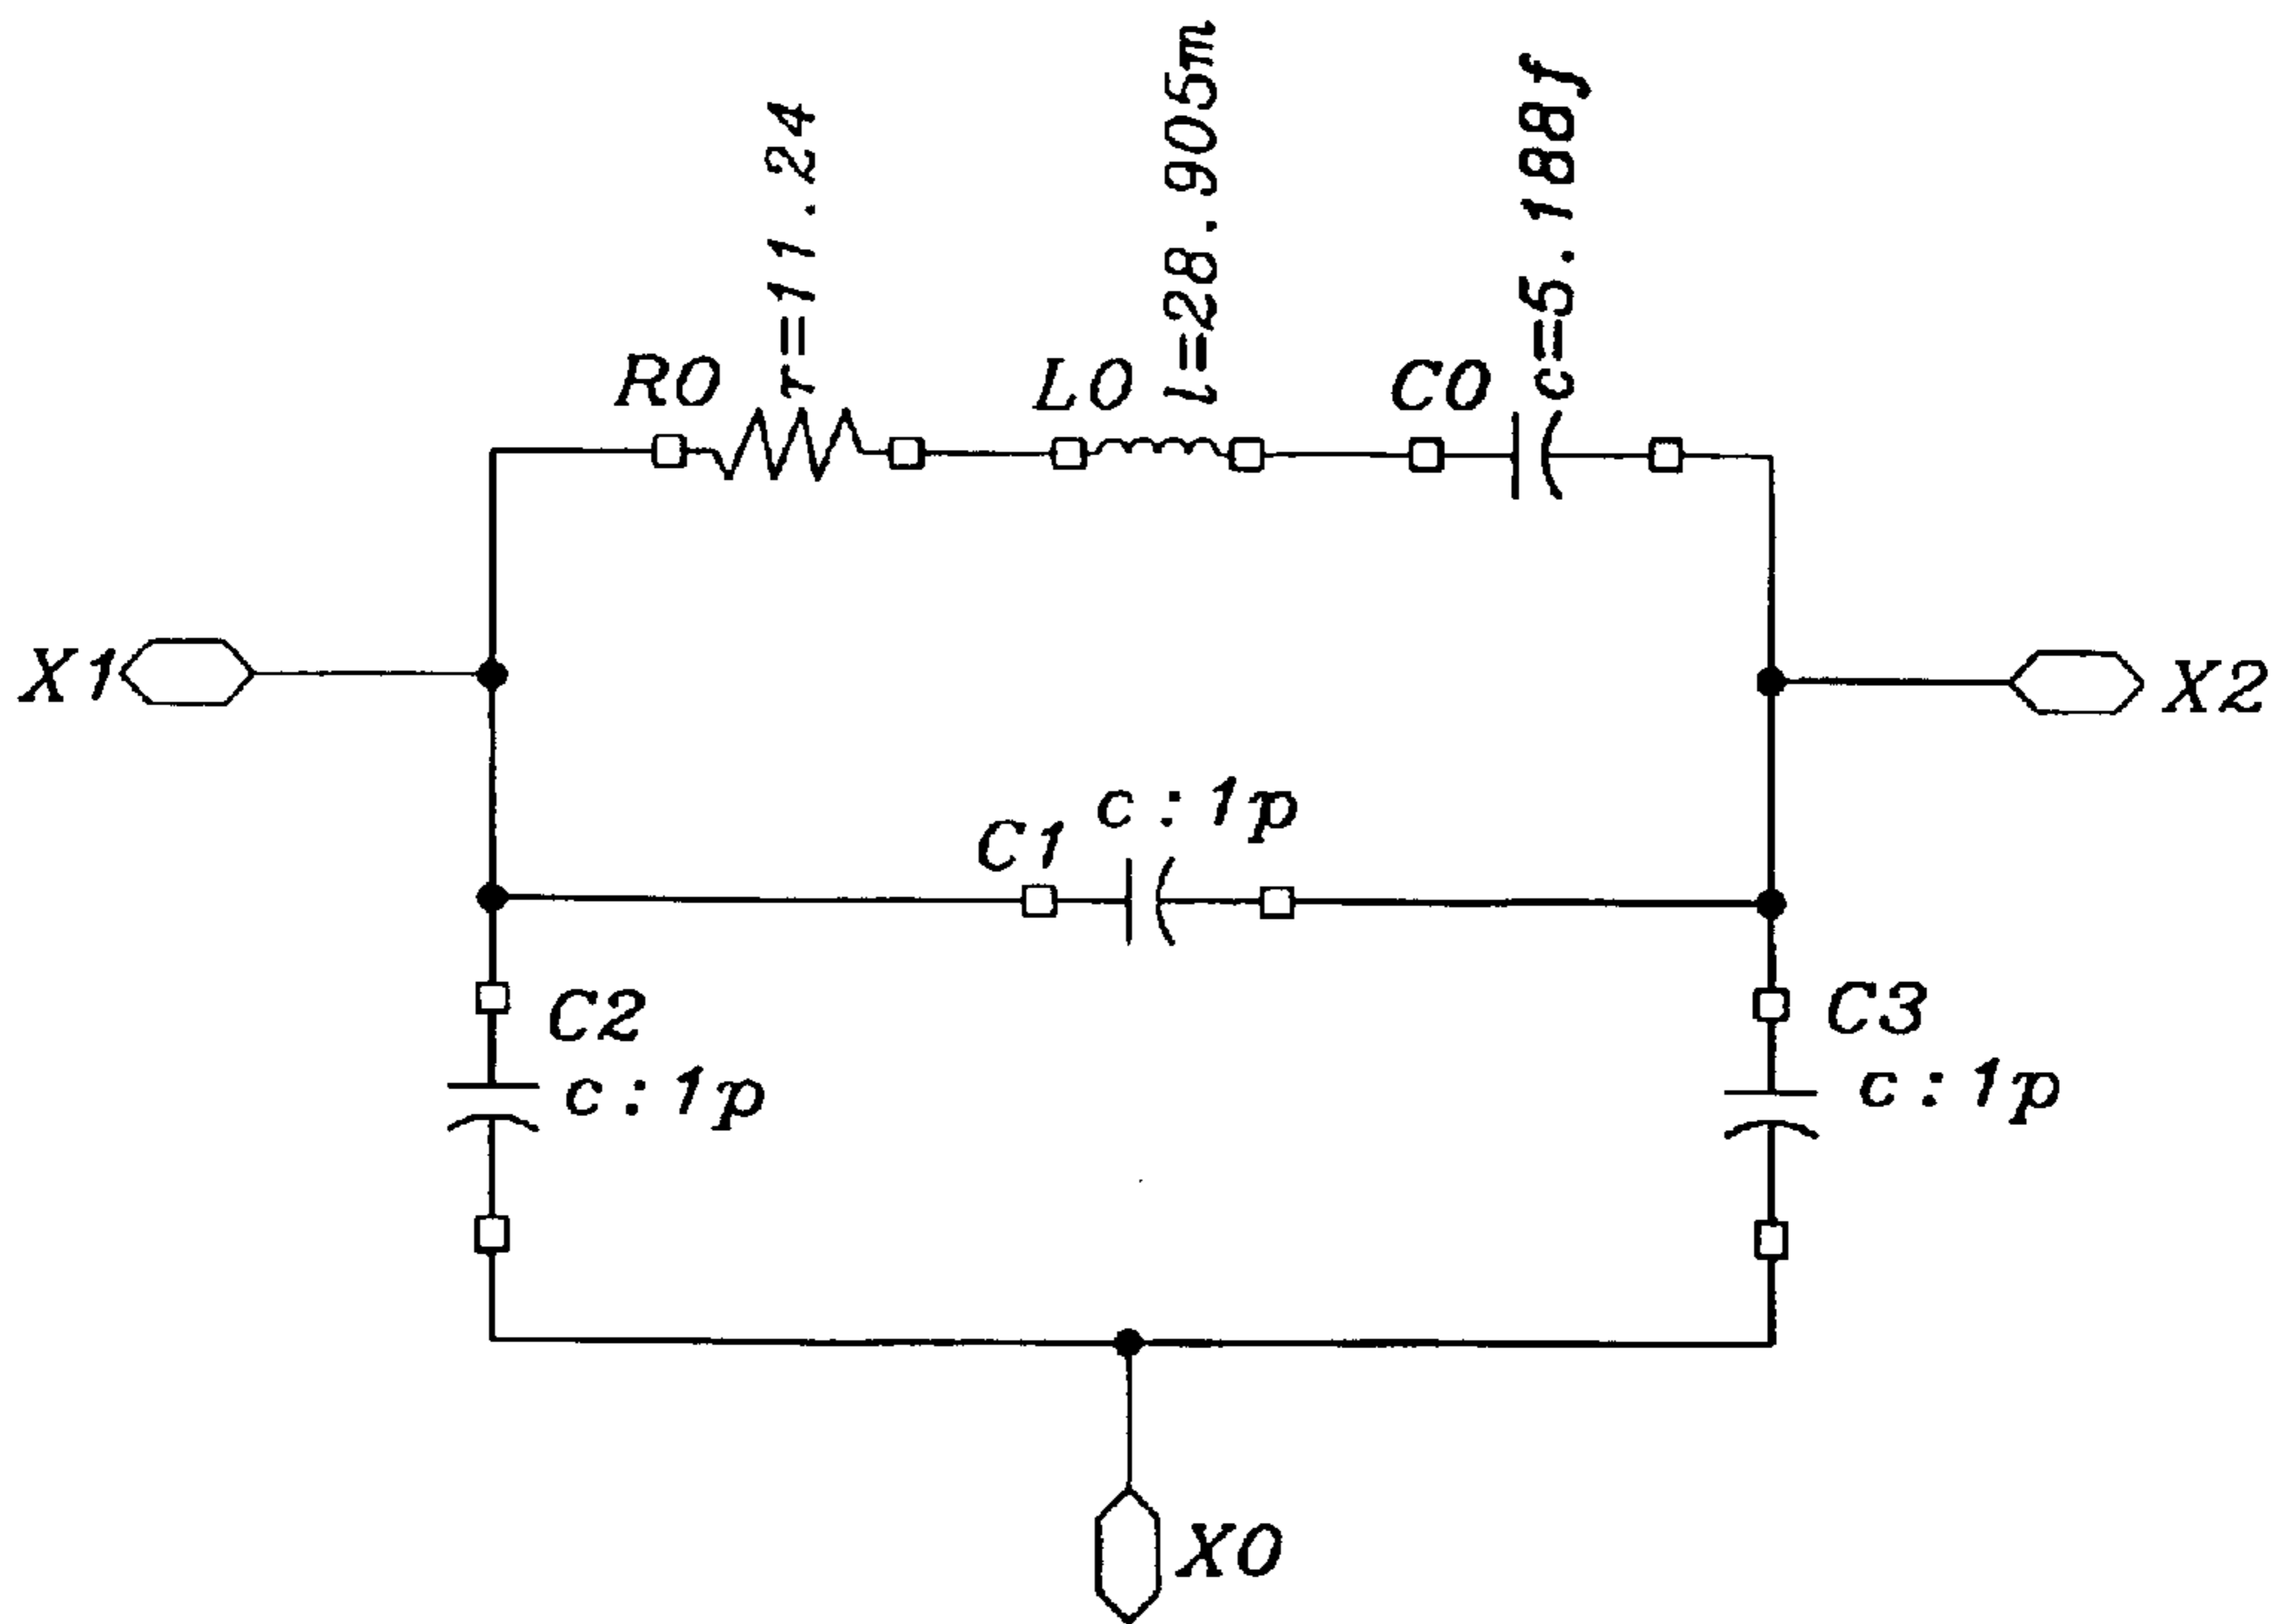 R0
r=11.24
L0
l=28.905m
C0
c=5.188f
X1
X2
C1
c:1p
C2
c:1p
C3
c:1p
X0